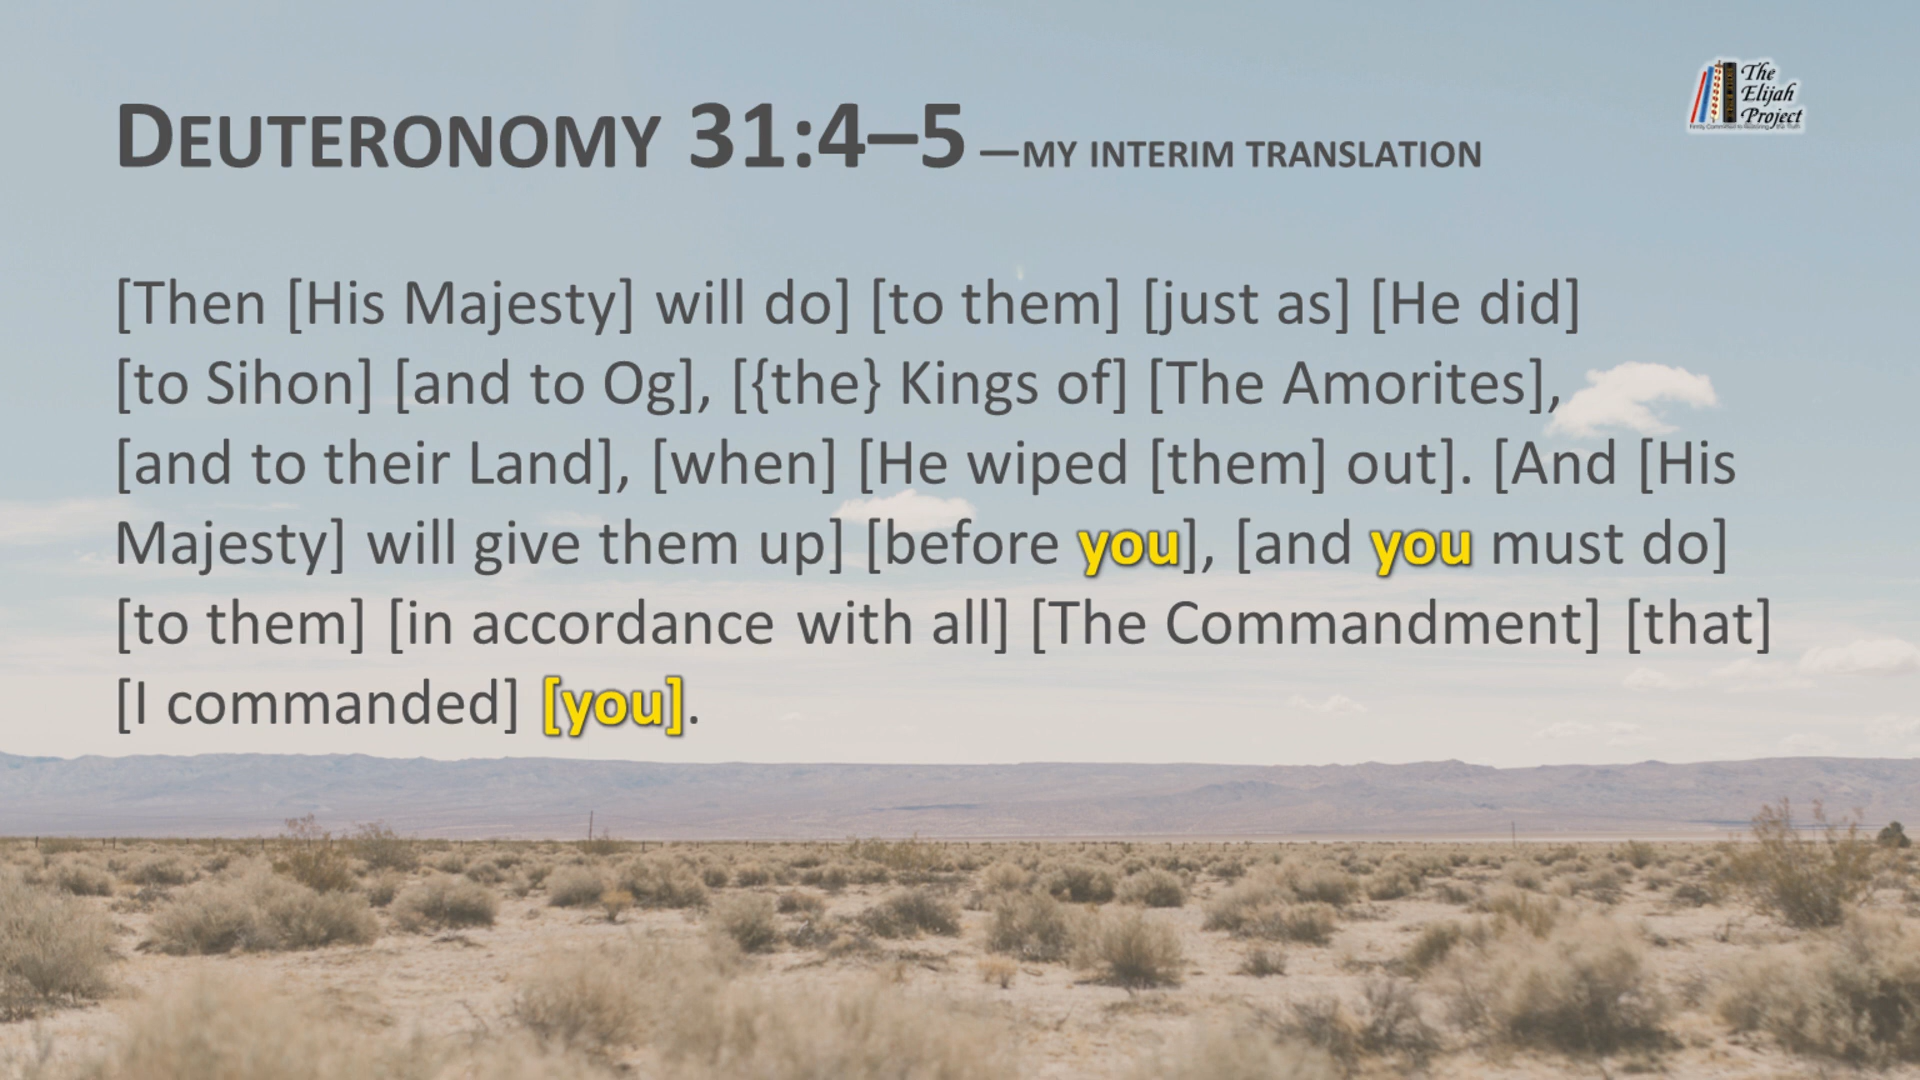 DEUTERONOMY 31:4–5 —MY INTERIM TRANSLATION
The
Elijah
Project
[Then [His Majesty] will do] [to them] [just as] [He did]
[to Sihon] [and to Og], [{the} Kings of] [The Amorites],
[and to their Land], [when] [He wiped [them] out]. [And [His
Majesty] will give them up] [before you], [and you must do]
[to them] [in accordance with all] [The Commandment] [that]
[I commanded] [you].